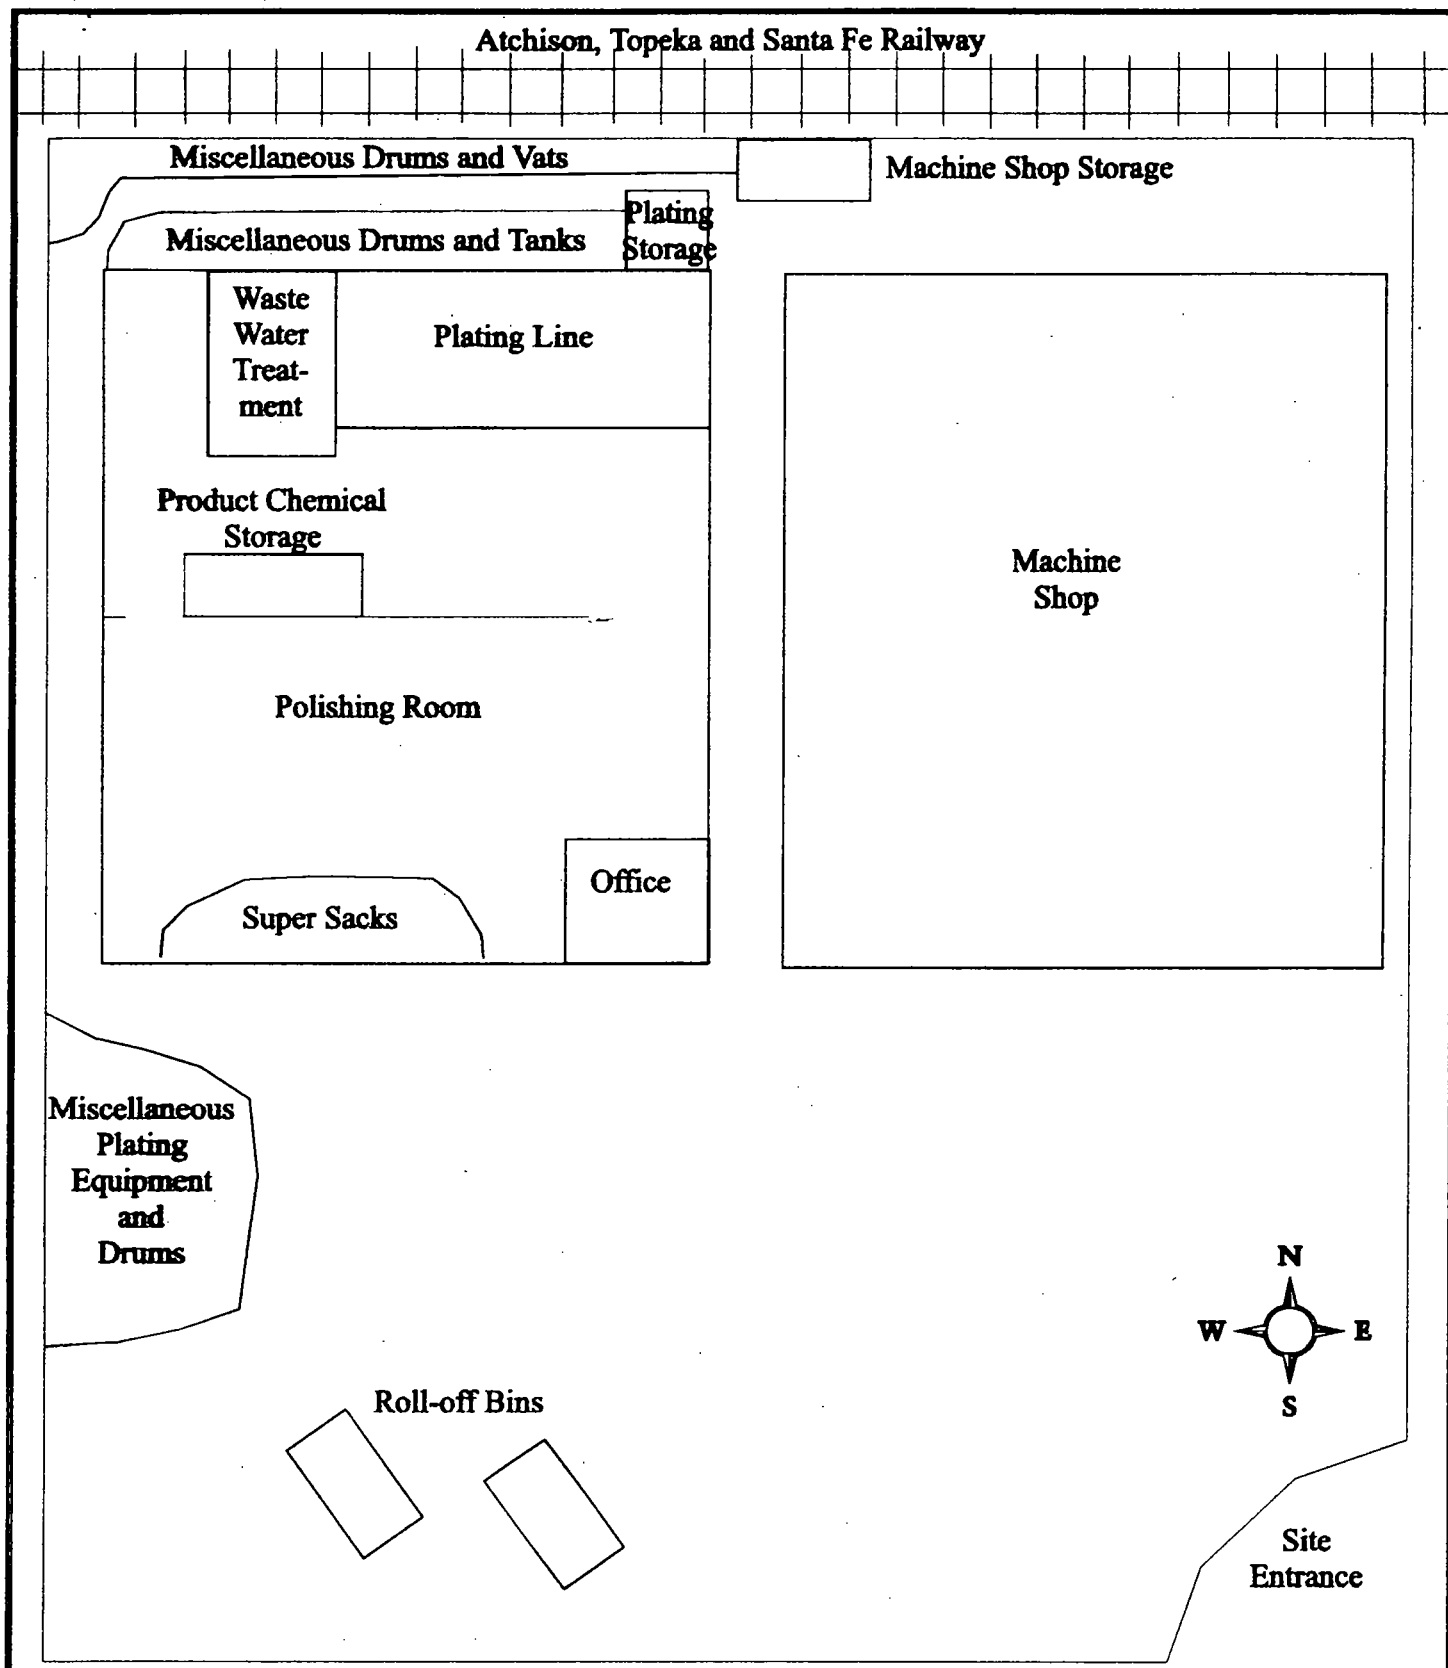 Atchison, Topeka and Santa Fe Railway
Miscellaneous Drums and Vats
Machine Shop Storage
Plating
Storage
Miscellaneous Drums and Tanks
Waste
Water
Treat-
ment
Plating Line
Product Chemical
Storage
Machine
Shop
Polishing Room
Office
Super Sacks
Miscellaneous
Plating
Equipment
and
Drums
N
W
E
S
Roll-off Bins
Site
Entrance